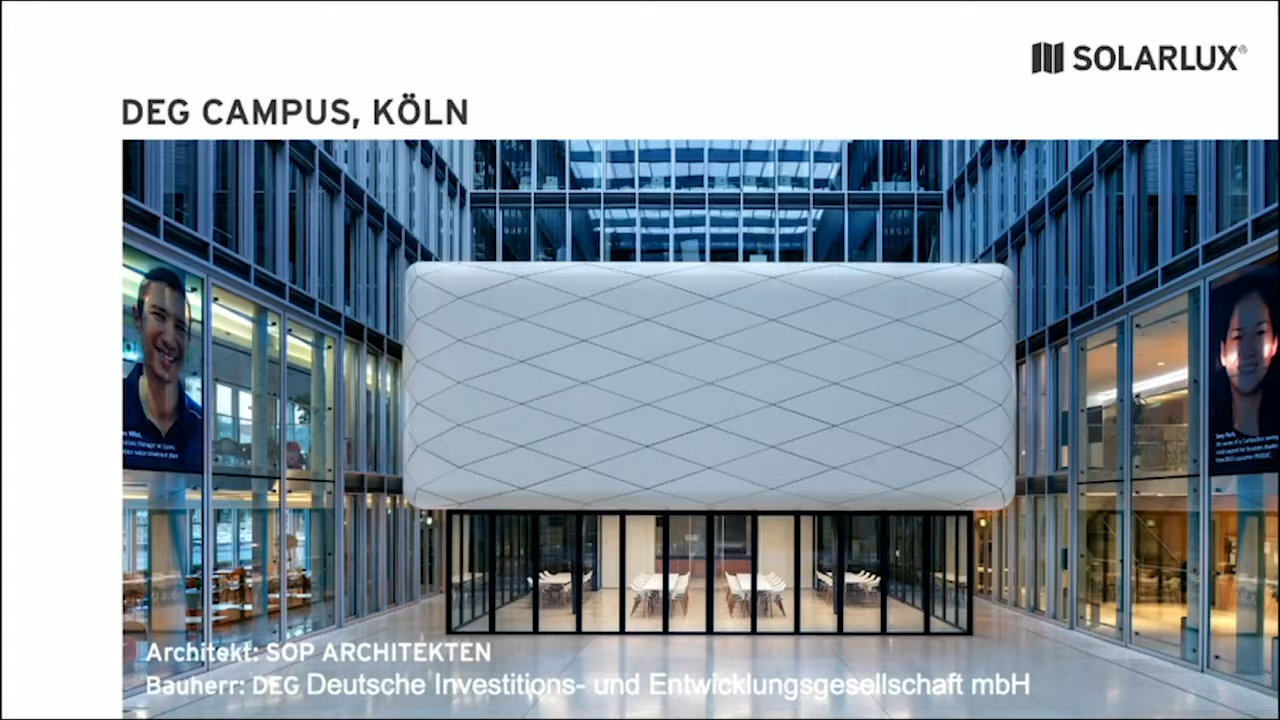 SOLARLUX®
DEG CAMPUS, KÖLN
Architekt: SOP ARCHITEKTEN
Bauherr: DEG Deutsche Investitions- und Entwicklungsgesellschaft mbH